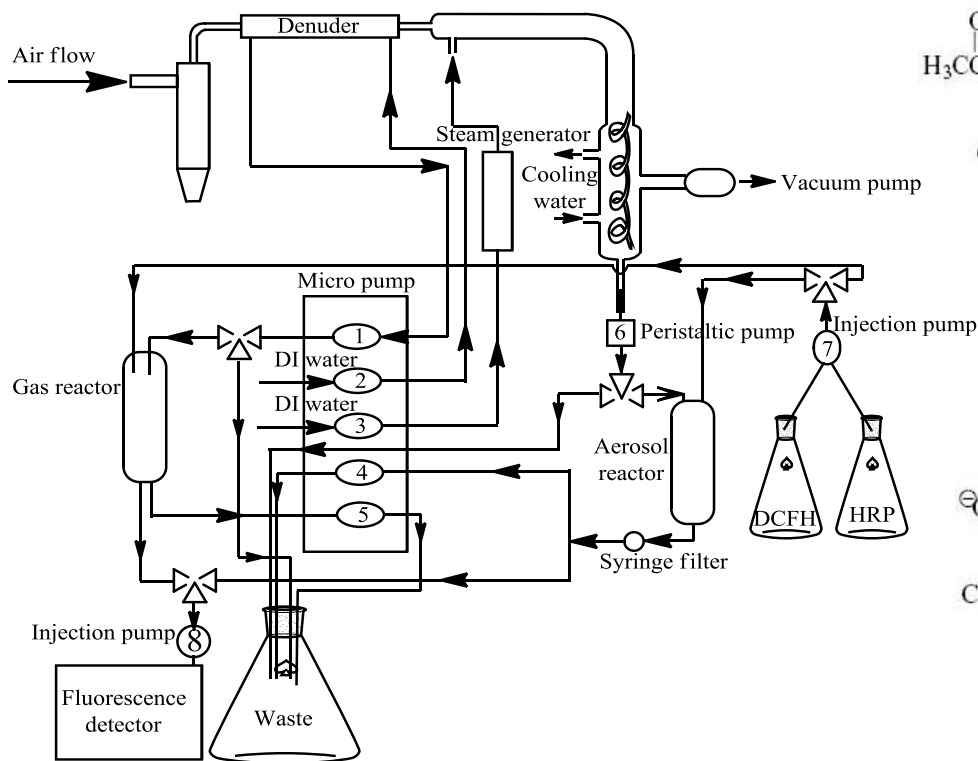 Denuder
Air flow
Steam generator
Cooling
water
Vacuum pump
Micro pump
1
DI water
2
DI water
3
4
5
6
Peristaltic pump
Injection pump
7
Gas reactor
Aerosol
reactor
DCFH
HRP
Syringe filter
Injection pump
8
Fluorescence
detector
Waste
H₃C
⊖
C